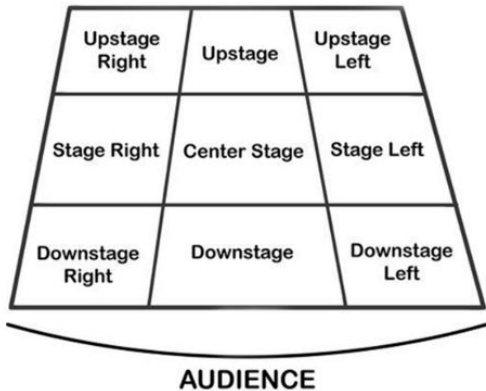 Upstage
Right
Upstage
Upstage
Left
Stage Right
Center Stage
Stage Left
Downstage
Right
Downstage
Downstage
Left
AUDIENCE